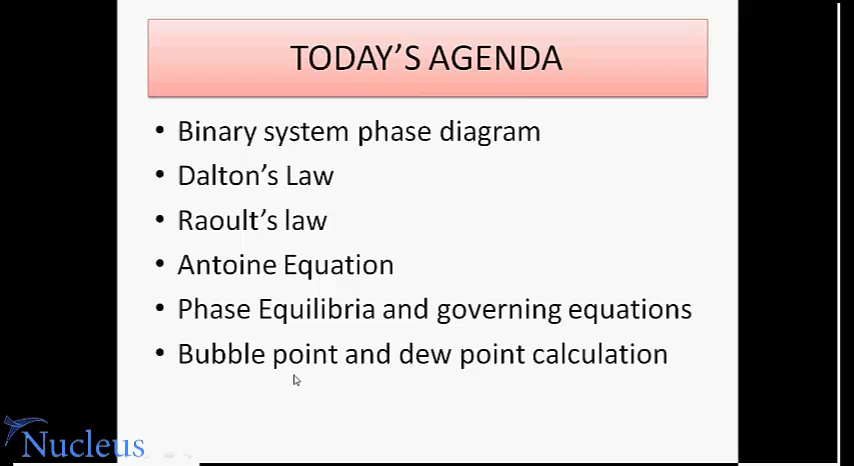 TODAY'S AGENDA
• Binary system phase diagram
• Dalton's Law
• Raoult's law
• Antoine Equation
• Phase Equilibria and governing equations
• Bubble point and dew point calculation
Nucleus